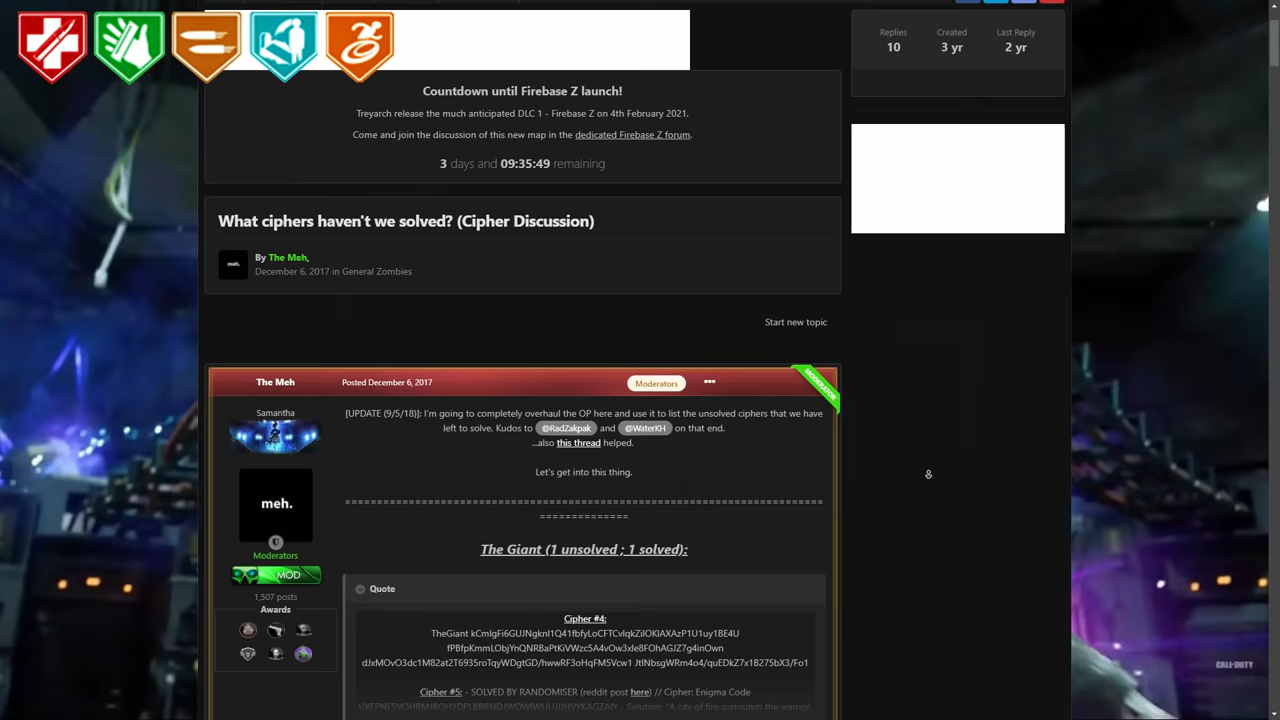 Replies
10
Created
3 yr
Last Reply
2 yr
Countdown until Firebase Z launch!
Treyarch release the much anticipated DLC 1 - Firebase Z on 4th February 2021.
Come and join the discussion of this new map in the dedicated Firebase Z forum.
3 days and 09:35:49 remaining
What ciphers haven't we solved? (Cipher Discussion)
meh.
By The Meh,
December 6, 2017 in General Zombies
Start new topic
The Meh
Posted December 6, 2017
Moderators
•••
MODERATOR
Samantha
meh.
Moderators
MOD
1,507 posts
Awards
[UPDATE (9/5/18)]: I'm going to completely overhaul the OP here and use it to list the unsolved ciphers that we have
left to solve. Kudos to @RadZakpak and @WaterKH on that end.
...also this thread helped.
Let's get into this thing.
===========================================================================
==============
The Giant (1 unsolved ; 1 solved):
Quote
Cipher #4:
TheGiant kCmlgFi6GUJNgknI1Q41fbfyLoCFTCvlqkZiIOKIAXAzP1U1uy1BE4U
fPBfpKmmLObjYnQNRBaPtKiVWzc5A4vOw3xle8FOhAGJZ7g4inOwn
dJxMOvO3dc1M82at2T6935roTqyWDgtGD/hwwRF3oHqFM5Vcw1 JtINbsgWRm4o4/quEDkZ7x1B275bX3/Fo1
Cipher #5: - SOLVED BY RANDOMISER (reddit post here) // Cipher: Enigma Code
CALL·DUTY